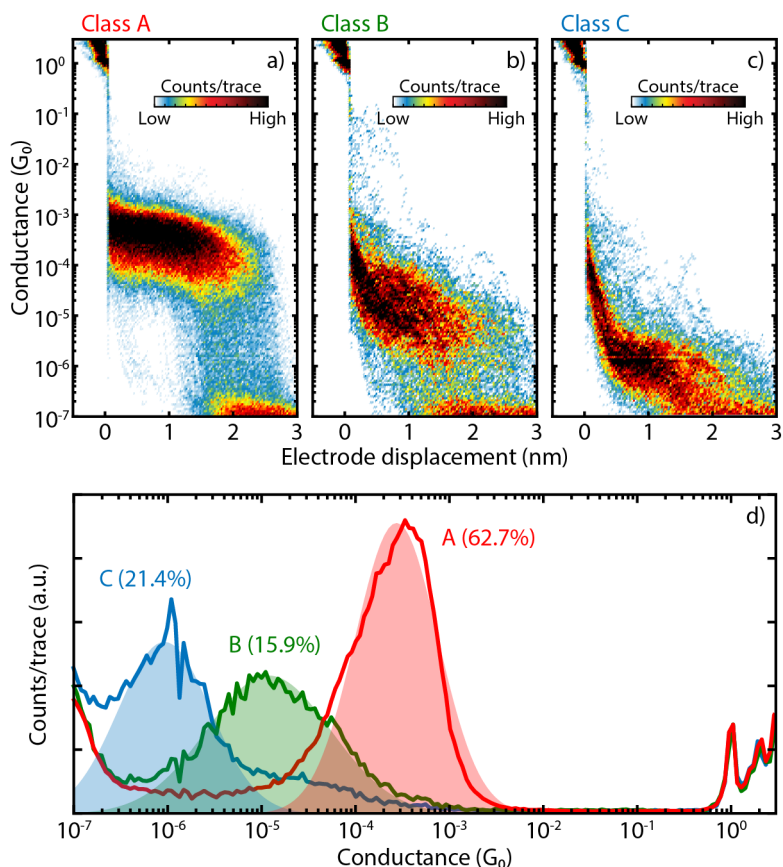 Class A
Class B
Class C
a)
b)
c)
Counts/trace
Counts/trace
Counts/trace
Low High
Low High
Low High
Conductance (G₀)
10⁰
10⁻¹
10⁻²
10⁻³
10⁻⁴
10⁻⁵
10⁻⁶
10⁻⁷
0 1 2 3
0 1 2 3
0 1 2 3
Electrode displacement (nm)
d)
A (62.7%)
C (21.4%)
B (15.9%)
Counts/trace (a.u.)
10⁻⁷ 10⁻⁶ 10⁻⁵ 10⁻⁴ 10⁻³ 10⁻² 10⁻¹ 10⁰
Conductance (G₀)